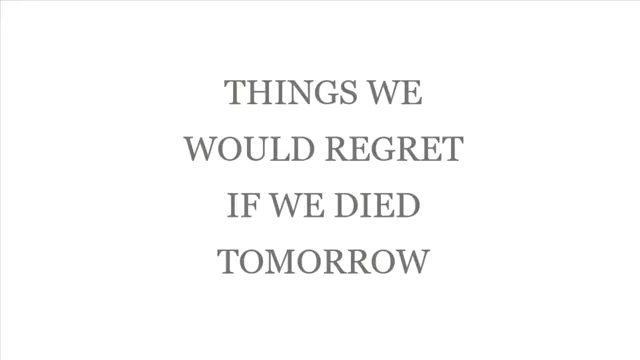 THINGS WE
WOULD REGRET
IF WE DIED
TOMORROW